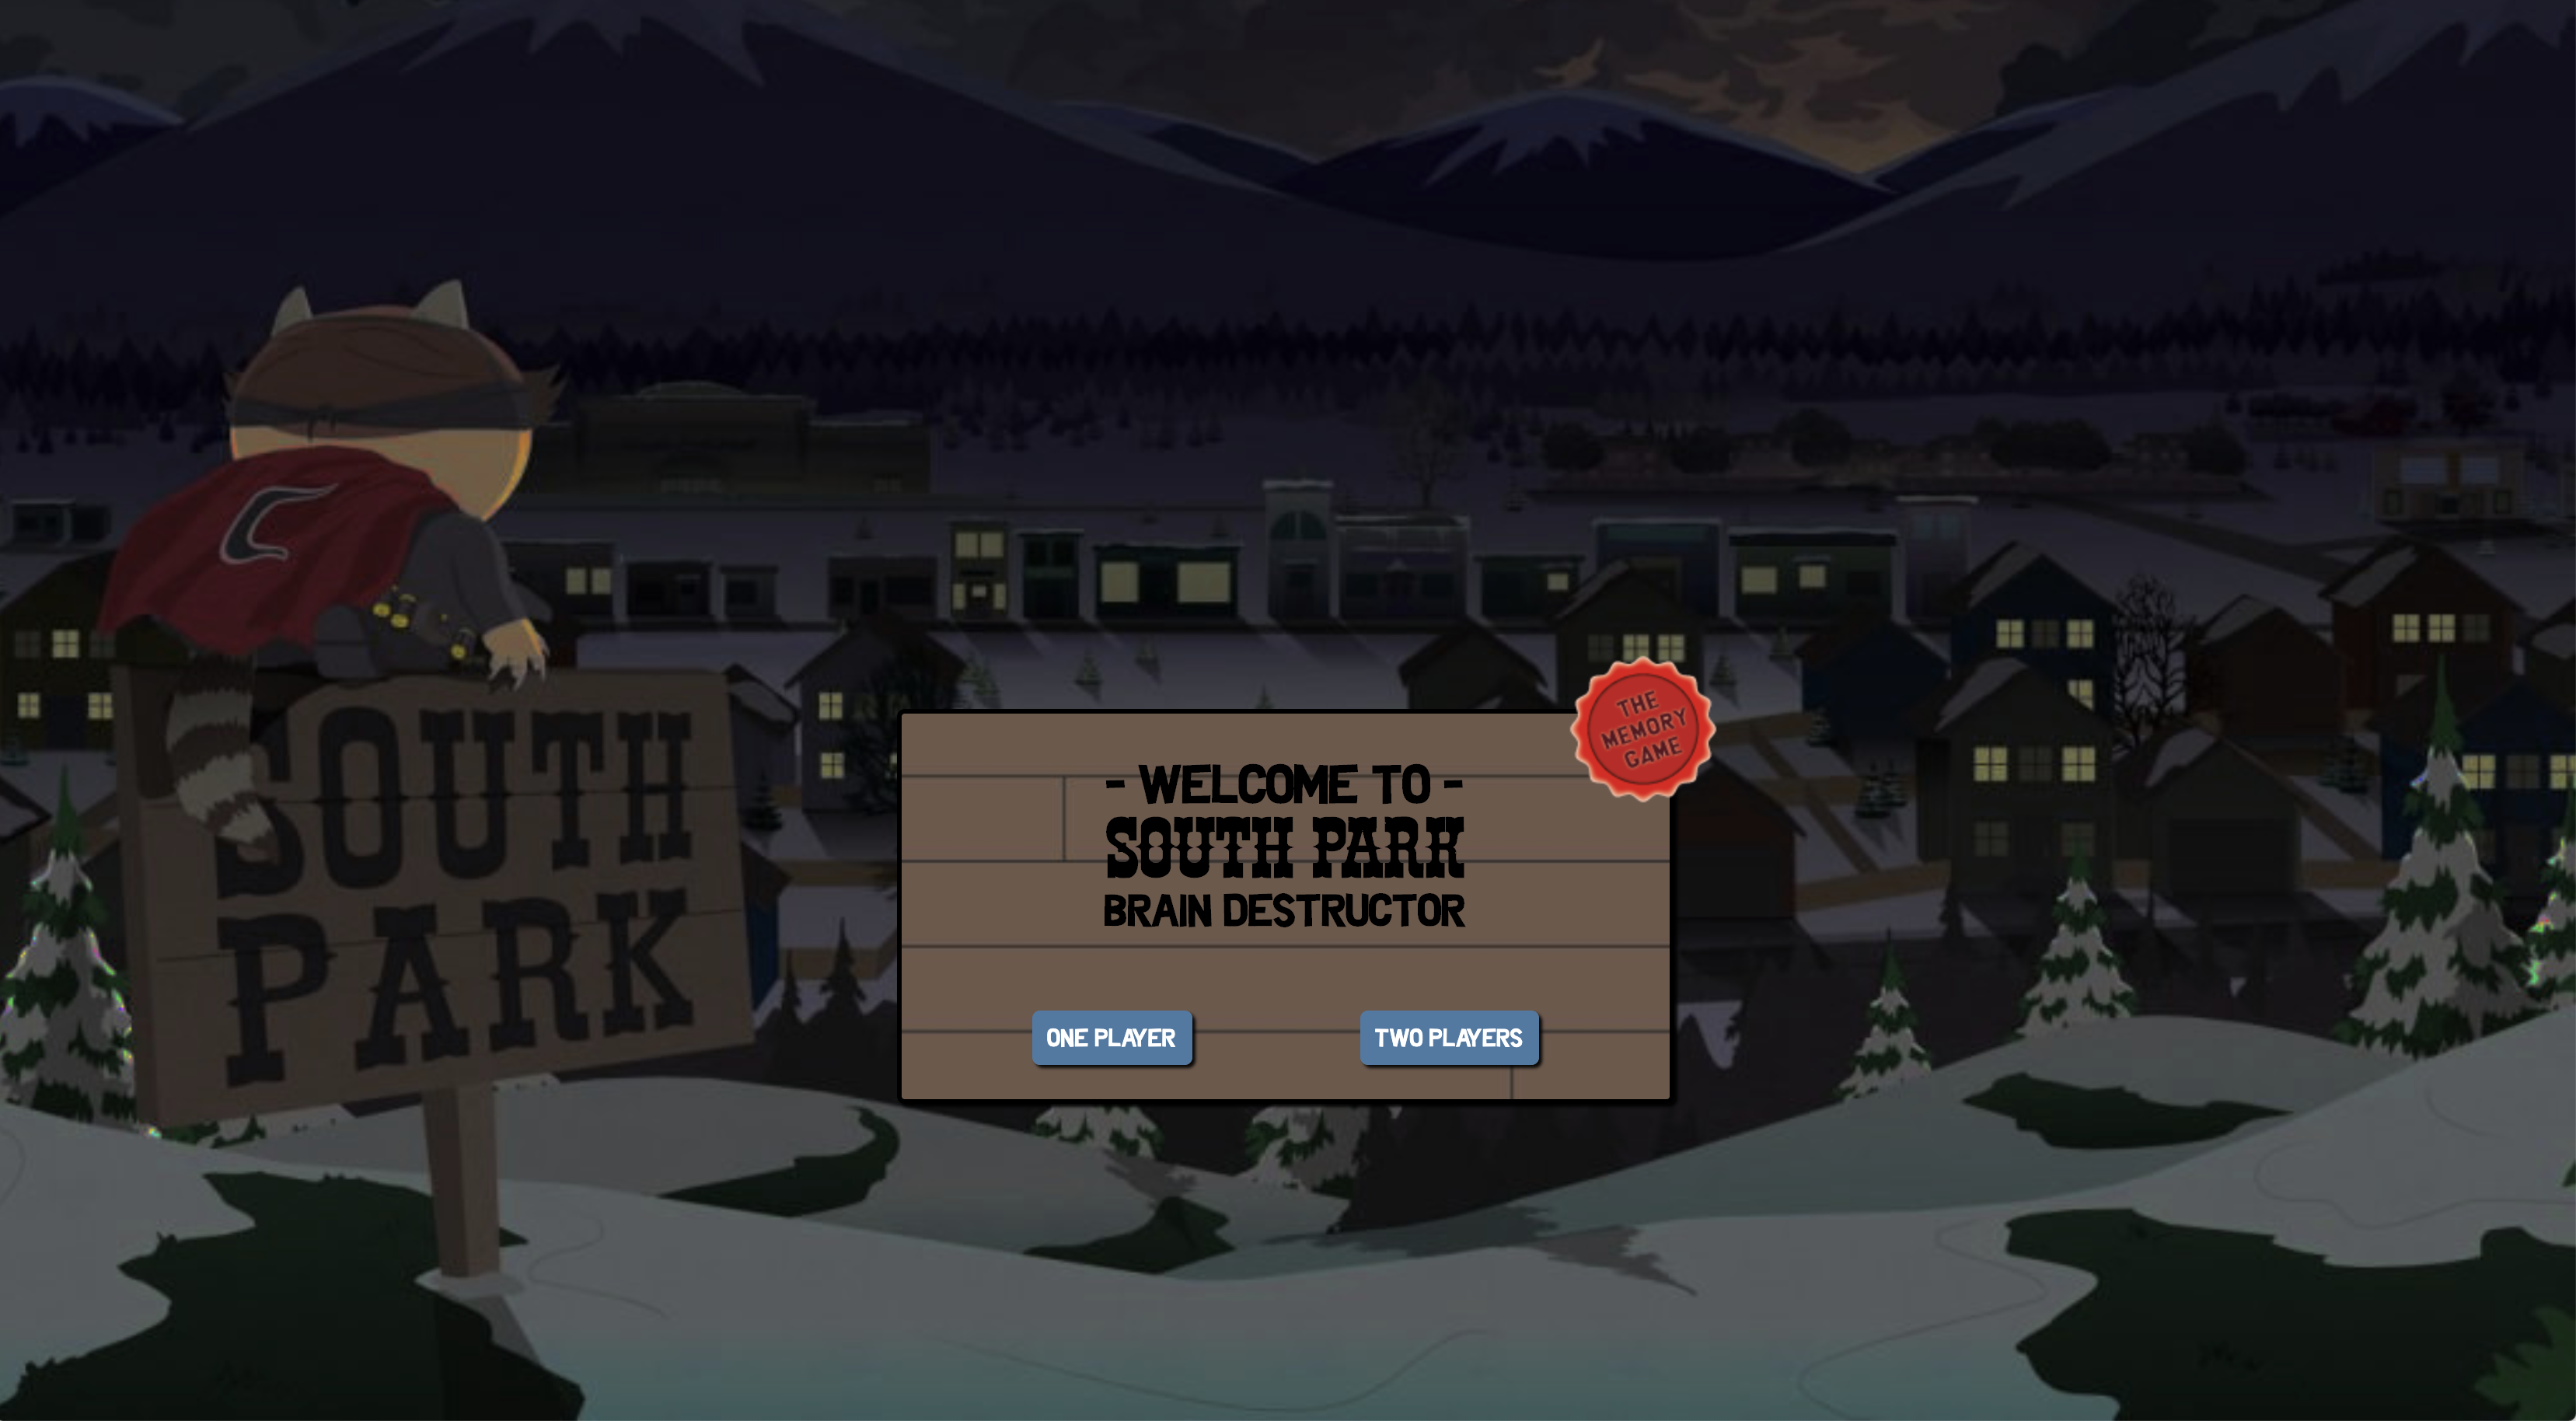 C
SOUTH
PARK
THE
MEMORY
GAME
- WELCOME TO -
SOUTH PARK
BRAIN DESTRUCTOR
ONE PLAYER
TWO PLAYERS